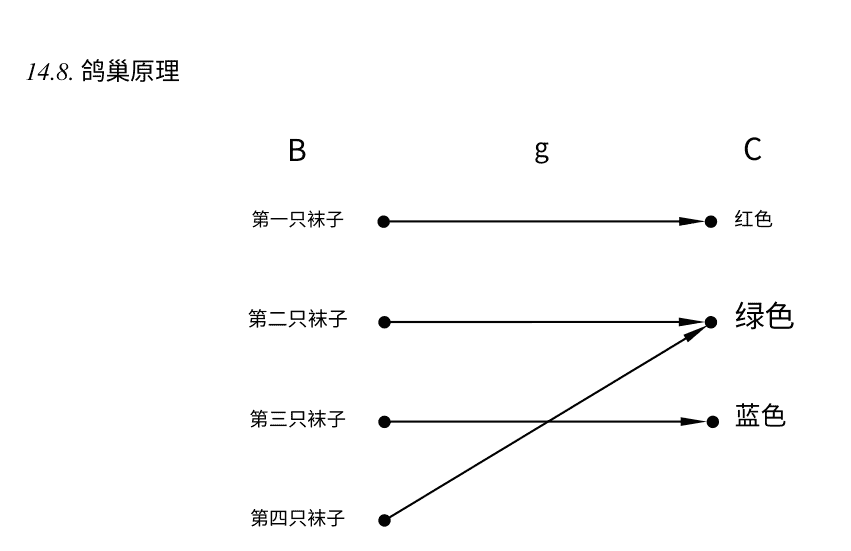 14.8. 鸽巢原理
B g C
第一只袜子 红色
第二只袜子 绿色
第三只袜子 蓝色
第四只袜子